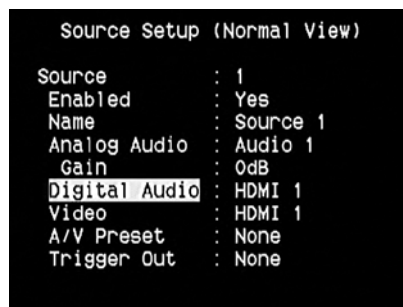 Source Setup (Normal View)
Source : 1
Enabled : Yes
Name : Source 1
Analog Audio : Audio 1
Gain : 0dB
Digital Audio : HDMI 1
Video : HDMI 1
A/V Preset : None
Trigger Out : None